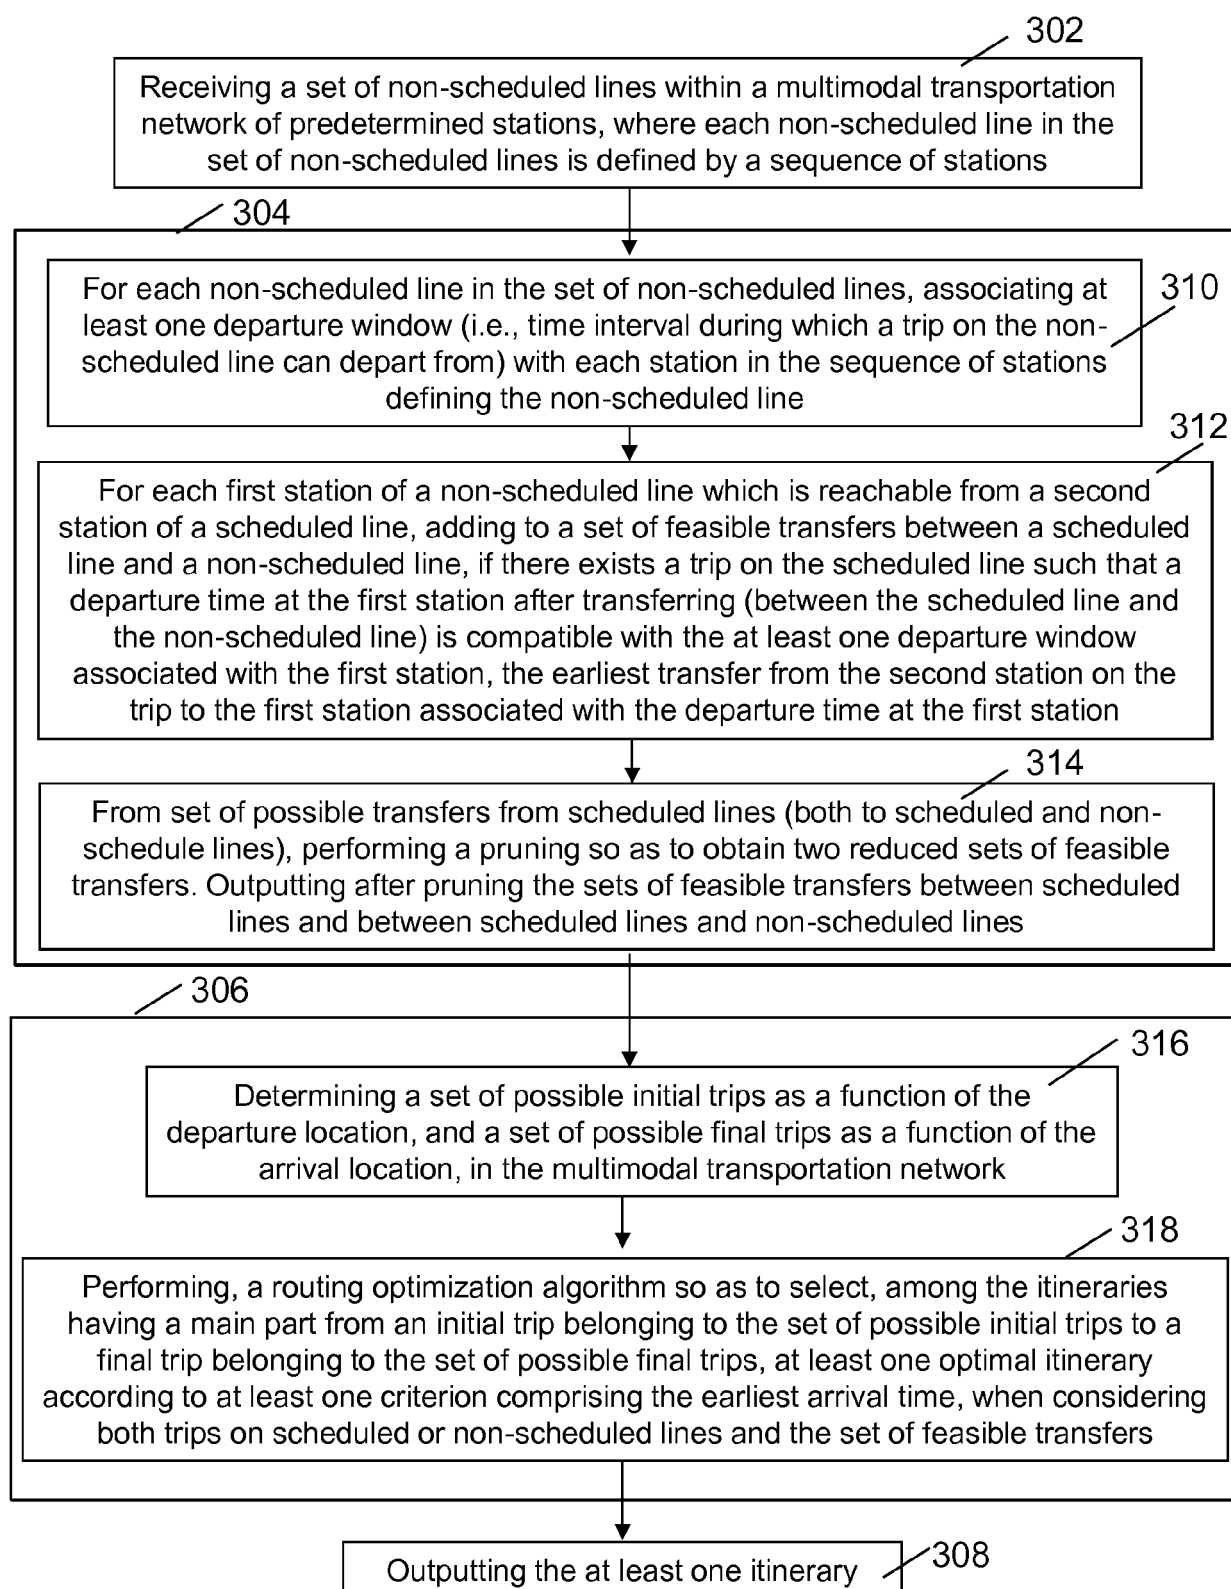 302
Receiving a set of non-scheduled lines within a multimodal transportation
network of predetermined stations, where each non-scheduled line in the
set of non-scheduled lines is defined by a sequence of stations
304
For each non-scheduled line in the set of non-scheduled lines, associating at
least one departure window (i.e., time interval during which a trip on the non-
scheduled line can depart from) with each station in the sequence of stations
defining the non-scheduled line
310
312
For each first station of a non-scheduled line which is reachable from a second
station of a scheduled line, adding to a set of feasible transfers between a scheduled
line and a non-scheduled line, if there exists a trip on the scheduled line such that a
departure time at the first station after transferring (between the scheduled line and
the non-scheduled line) is compatible with the at least one departure window
associated with the first station, the earliest transfer from the second station on the
trip to the first station associated with the departure time at the first station
314
From set of possible transfers from scheduled lines (both to scheduled and non-
schedule lines), performing a pruning so as to obtain two reduced sets of feasible
transfers. Outputting after pruning the sets of feasible transfers between scheduled
lines and between scheduled lines and non-scheduled lines
306
316
Determining a set of possible initial trips as a function of the
departure location, and a set of possible final trips as a function of the
arrival location, in the multimodal transportation network
318
Performing, a routing optimization algorithm so as to select, among the itineraries
having a main part from an initial trip belonging to the set of possible initial trips to a
final trip belonging to the set of possible final trips, at least one optimal itinerary
according to at least one criterion comprising the earliest arrival time, when considering
both trips on scheduled or non-scheduled lines and the set of feasible transfers
Outputting the at least one itinerary
308